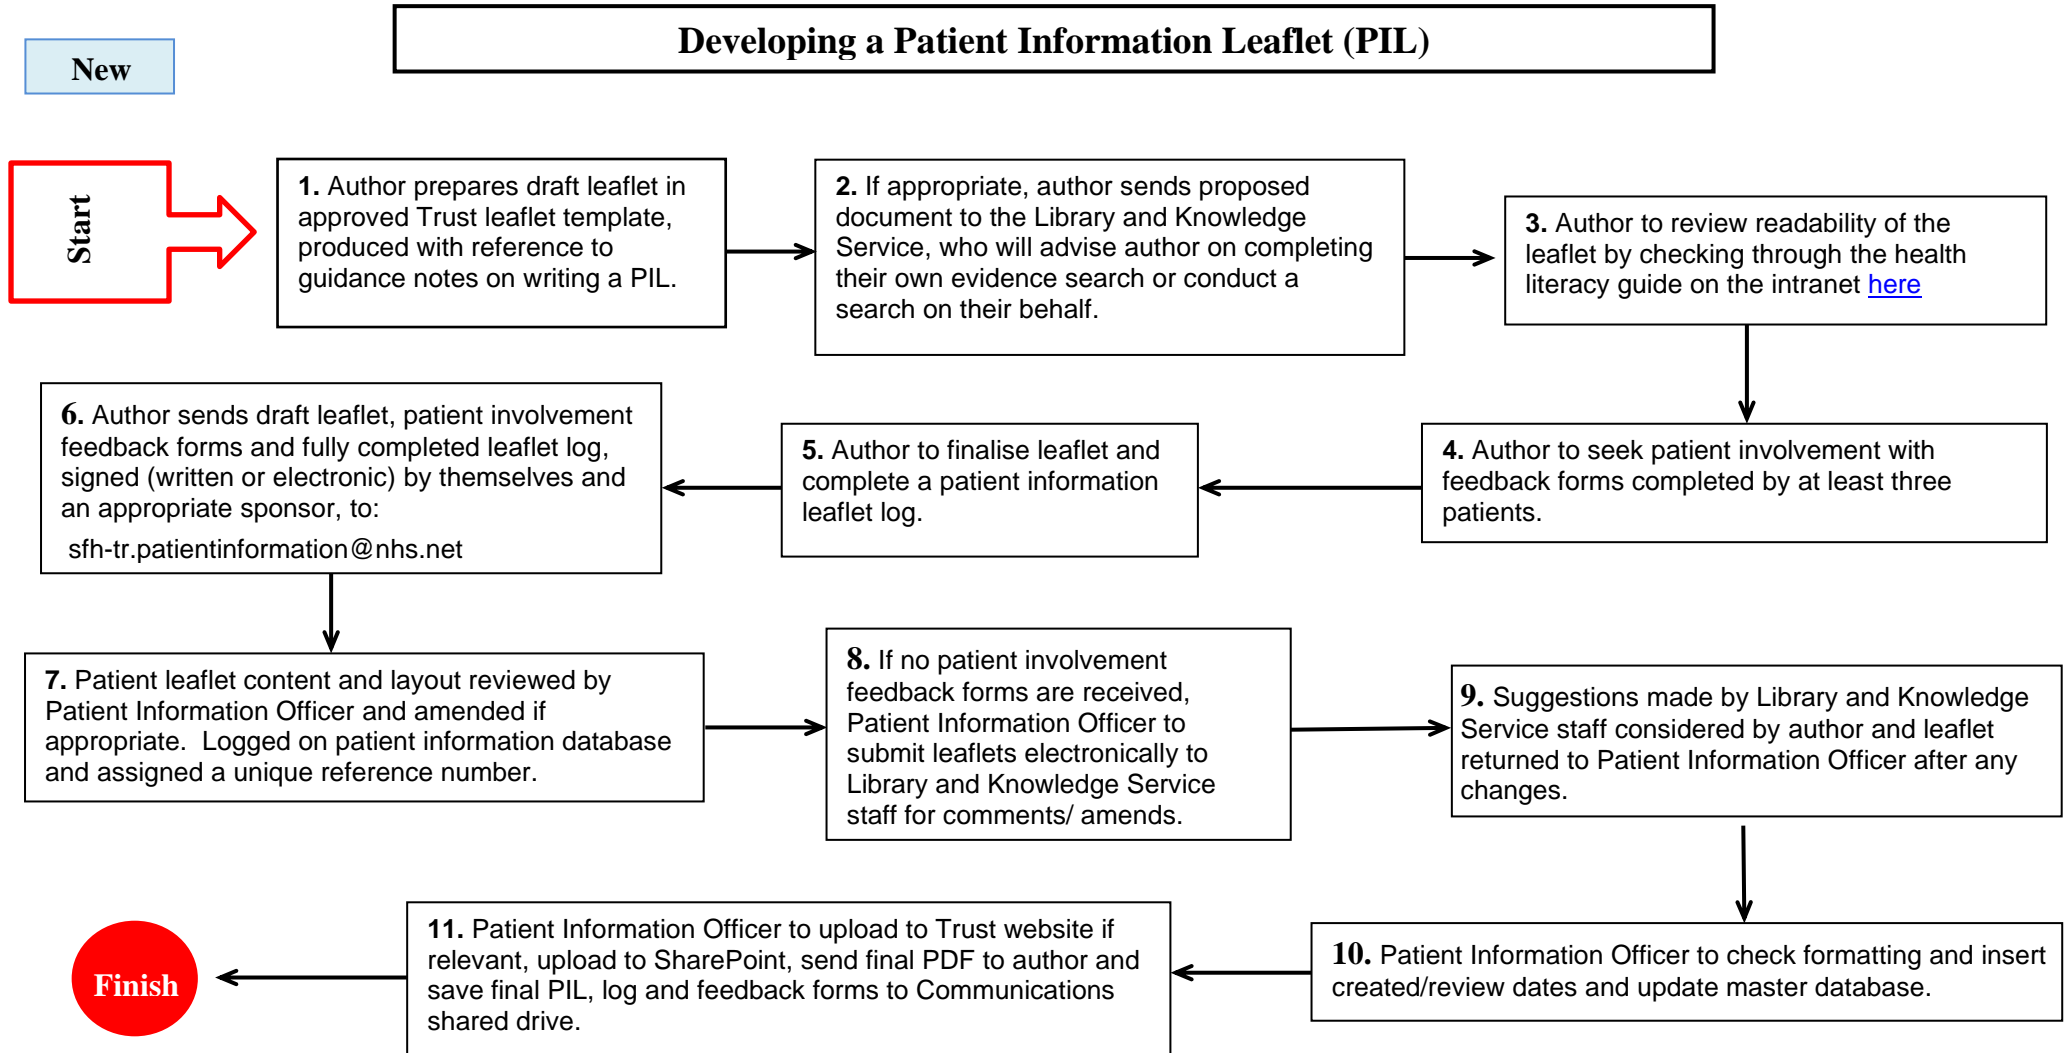 Developing a Patient Information Leaflet (PIL)
New
Start
1. Author prepares draft leaflet in
approved Trust leaflet template,
produced with reference to
guidance notes on writing a PIL.
2. If appropriate, author sends proposed
document to the Library and Knowledge
Service, who will advise author on completing
their own evidence search or conduct a
search on their behalf.
3. Author to review readability of the
leaflet by checking through the health
literacy guide on the intranet here
4. Author to seek patient involvement with
feedback forms completed by at least three
patients.
5. Author to finalise leaflet and
complete a patient information
leaflet log.
6. Author sends draft leaflet, patient involvement
feedback forms and fully completed leaflet log,
signed (written or electronic) by themselves and
an appropriate sponsor, to:
sfh-tr.patientinformation@nhs.net
7. Patient leaflet content and layout reviewed by
Patient Information Officer and amended if
appropriate.  Logged on patient information database
and assigned a unique reference number.
8. If no patient involvement
feedback forms are received,
Patient Information Officer to
submit leaflets electronically to
Library and Knowledge Service
staff for comments/ amends.
9. Suggestions made by Library and Knowledge
Service staff considered by author and leaflet
returned to Patient Information Officer after any
changes.
10. Patient Information Officer to check formatting and insert
created/review dates and update master database.
11. Patient Information Officer to upload to Trust website if
relevant, upload to SharePoint, send final PDF to author and
save final PIL, log and feedback forms to Communications
shared drive.
Finish